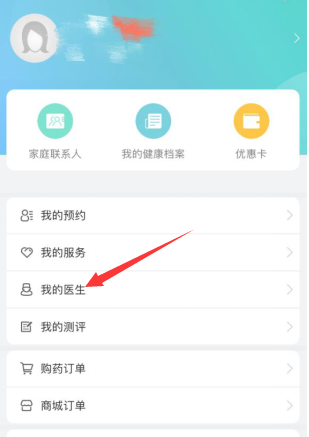 家庭联系人
我的健康档案
优惠卡
我的预约
我的服务
我的医生
我的测评
购药订单
商城订单